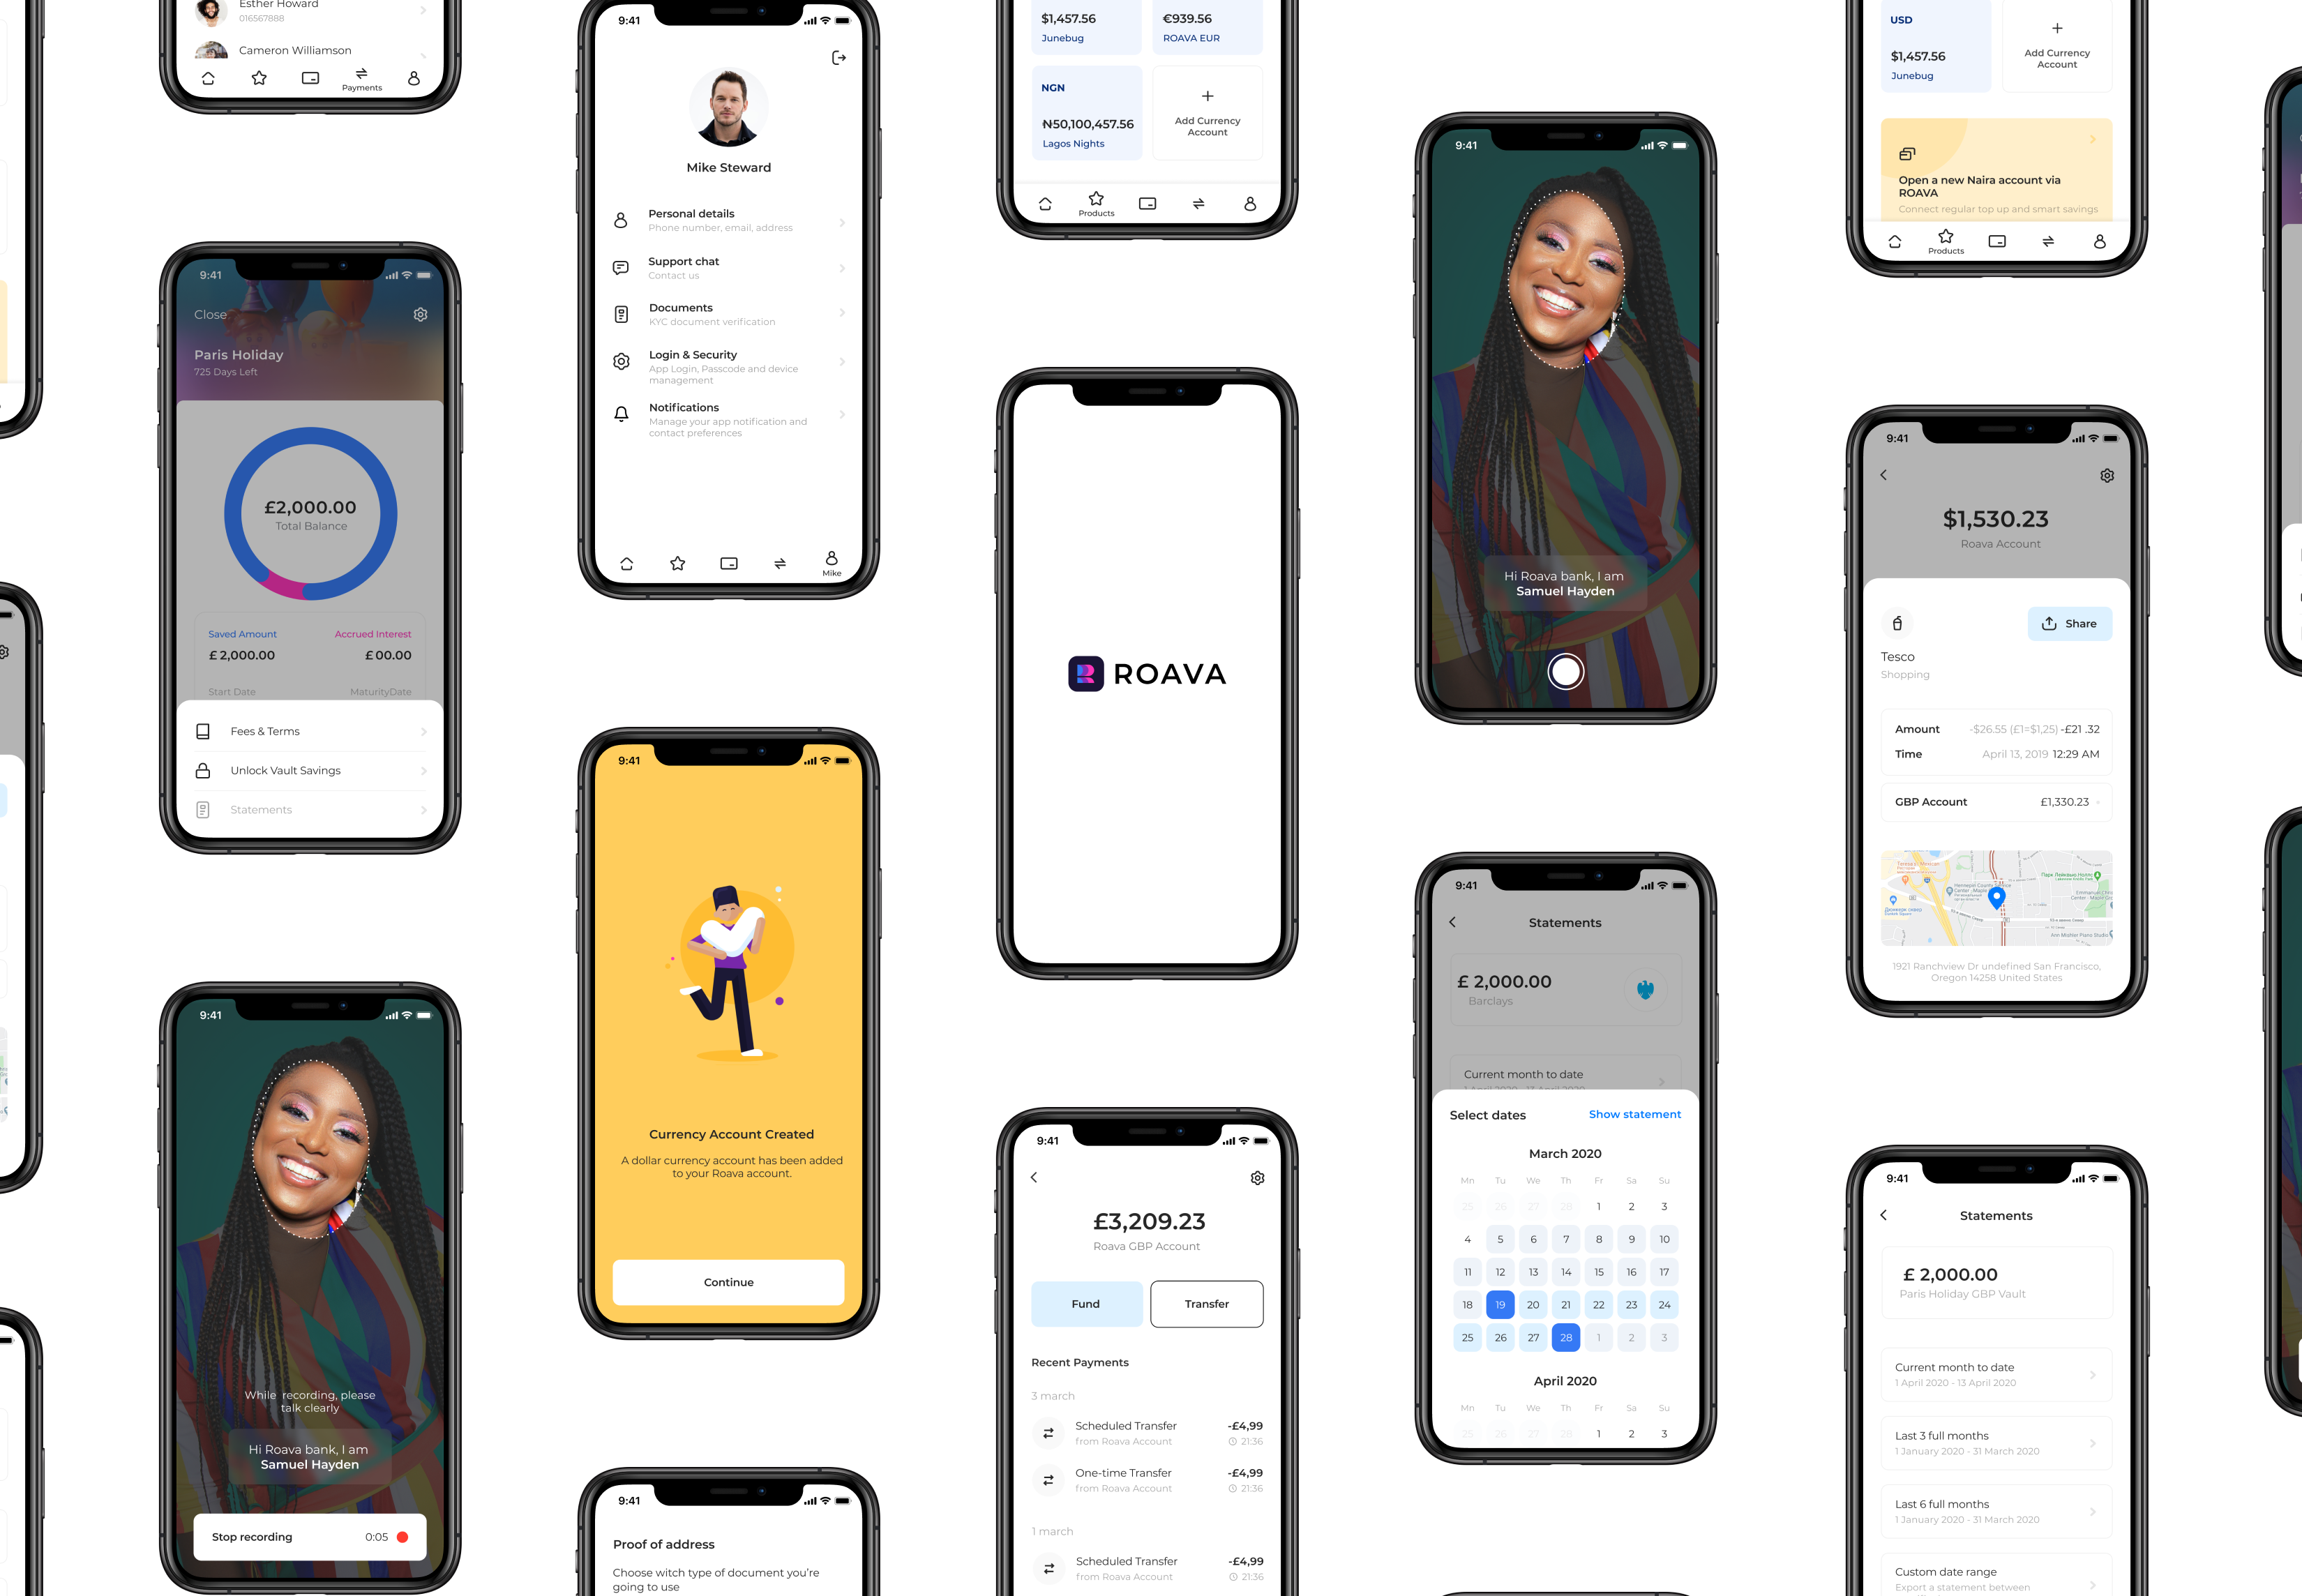 Esther Howard
016567888
Cameron Williamson
Payments
9:41
Close
Paris Holiday
725 Days Left
£2,000.00
Total Balance
Saved Amount
Accrued Interest
£ 2,000.00
£ 00.00
Start Date
MaturityDate
Fees & Terms
Unlock Vault Savings
Statements
9:41
While recording, please
talk clearly
Hi Roava bank, I am
Samuel Hayden
Stop recording
0:05
9:41
Mike Steward
Personal details
Phone number, email, address
Support chat
Contact us
Documents
KYC document verification
Login & Security
App Login, Passcode and device
management
Notifications
Manage your app notification and
contact preferences
Mike
9:41
Currency Account Created
A dollar currency account has been added
to your Roava account.
Continue
9:41
Proof of address
Choose witch type of document you're
going to use
$1,457.56
€939.56
Junebug
ROAVA EUR
NGN
₦50,100,457.56
Lagos Nights
+
Add Currency
Account
Products
ROAVA
9:41
£3,209.23
Roava GBP Account
Fund
Transfer
Recent Payments
3 march
Scheduled Transfer -£4,99
from Roava Account 21:36
One-time Transfer -£4,99
from Roava Account 21:36
1 march
Scheduled Transfer -£4,99
from Roava Account 21:36
9:41
Hi Roava bank, I am
Samuel Hayden
9:41
Statements
£ 2,000.00
Barclays
Current month to date
Select dates
Show statement
March 2020
Mn Tu We Th Fr Sa Su
25 26 27 28 1 2 3
4 5 6 7 8 9 10
11 12 13 14 15 16 17
18 19 20 21 22 23 24
25 26 27 28 1 2 3
April 2020
Mn Tu We Th Fr Sa Su
25 26 27 28 1 2 3
USD
$1,457.56
Junebug
+
Add Currency
Account
Open a new Naira account via
ROAVA
Connect regular top up and smart savings
Products
9:41
$1,530.23
Roava Account
Share
Tesco
Shopping
Amount -$26.55 (£1=$1,25) -£21 .32
Time April 13, 2019 12:29 AM
GBP Account £1,330.23
1921 Ranchview Dr undefined San Francisco,
Oregon 14258 United States
9:41
Statements
£ 2,000.00
Paris Holiday GBP Vault
Current month to date
1 April 2020 - 13 April 2020
Last 3 full months
1 January 2020 - 31 March 2020
Last 6 full months
1 January 2020 - 31 March 2020
Custom date range
Export a statement between